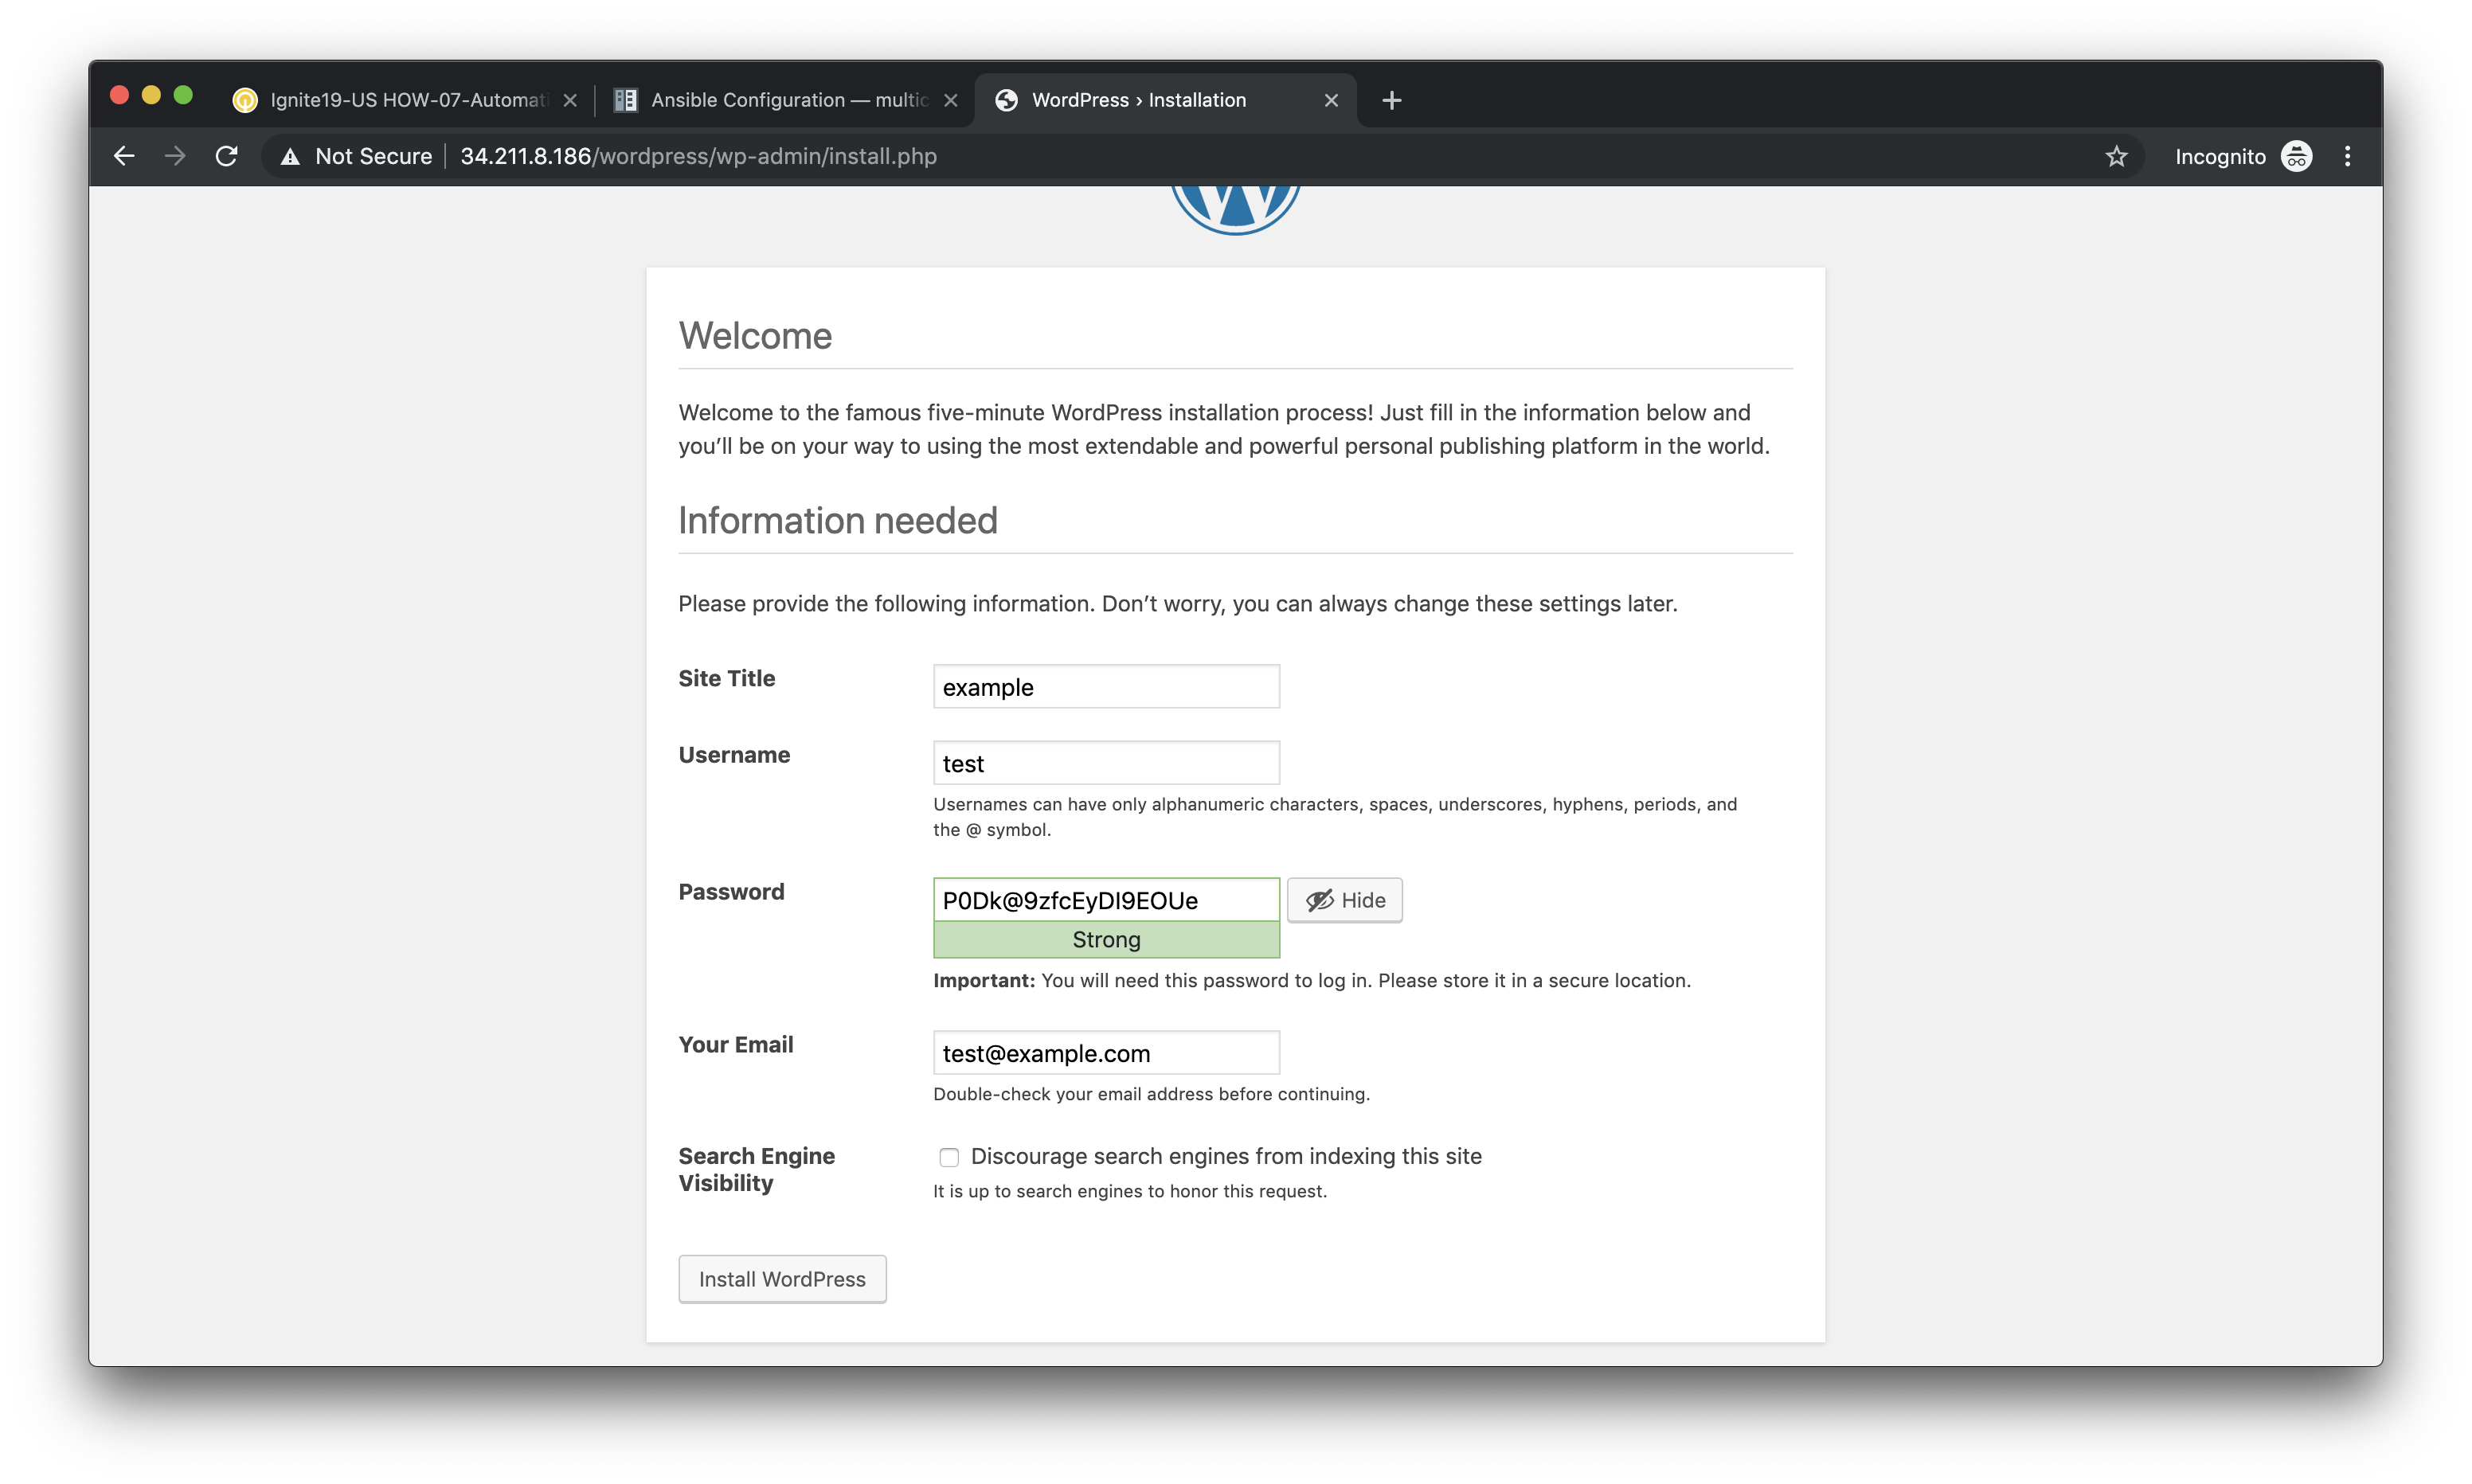 Ignite19-US HOW-07-Automati
Ansible Configuration — multic
WordPress › Installation
Not Secure
34.211.8.186/wordpress/wp-admin/install.php
Incognito
Welcome
Welcome to the famous five-minute WordPress installation process! Just fill in the information below and
you’ll be on your way to using the most extendable and powerful personal publishing platform in the world.
Information needed
Please provide the following information. Don’t worry, you can always change these settings later.
Site Title
example
Username
test
Usernames can have only alphanumeric characters, spaces, underscores, hyphens, periods, and
the @ symbol.
Password
P0Dk@9zfcEyDI9EOUe
Hide
Strong
Important: You will need this password to log in. Please store it in a secure location.
Your Email
test@example.com
Double-check your email address before continuing.
Search Engine
Visibility
Discourage search engines from indexing this site
It is up to search engines to honor this request.
Install WordPress